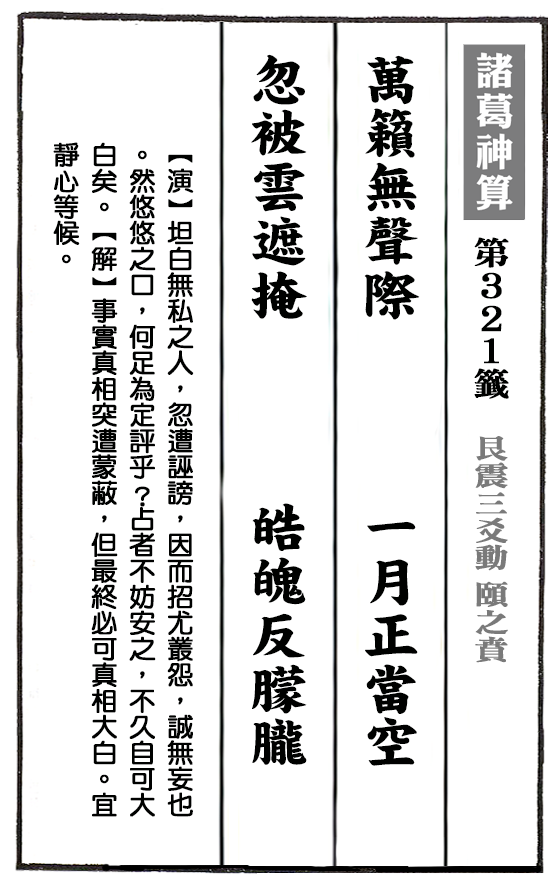 諸葛神算 第321籤 艮震三爻動 頤之賁
萬籟無聲際 一月正當空
忽被雲遮掩 皓魄反朦朧
【演】坦白無私之人,忽遭誣謗,因而招尤叢怨,誠無妄也
。然悠悠之口,何足為定評乎?占者不妨安之,不久自可大
白矣。【解】事實真相突遭蒙蔽,但最終必可真相大白。宜
靜心等候。